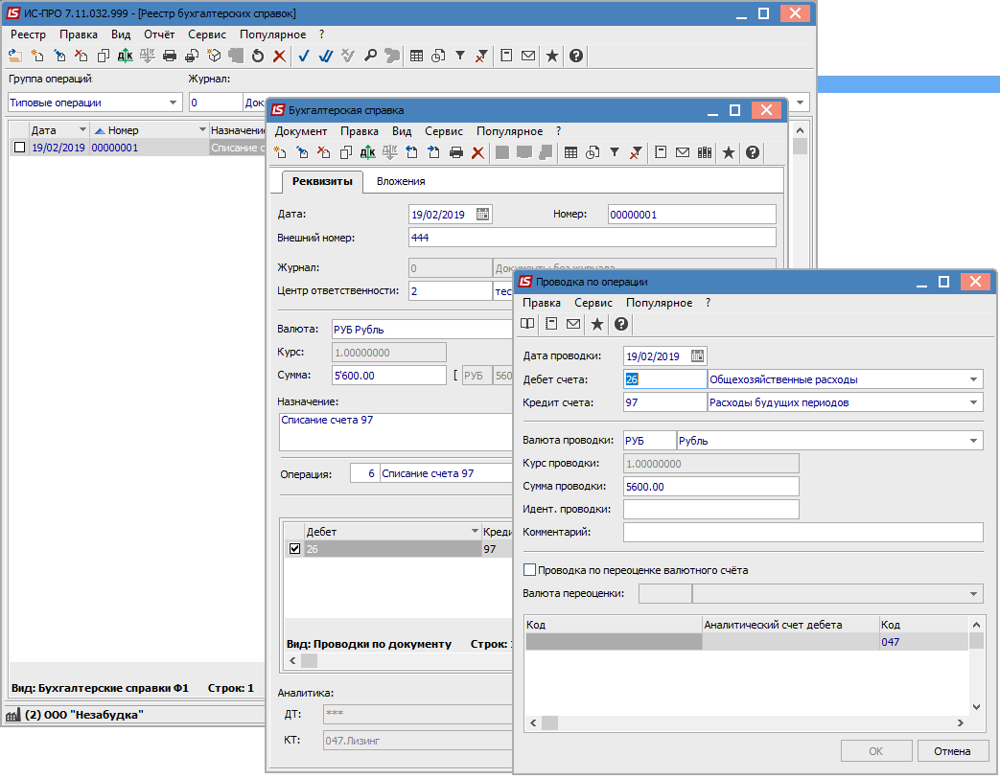 ИС-ПРО 7.11.032.999 - [Реестр бухгалтерских справок]
Реестр Правка Вид Отчёт Сервис Популярное ?
Группа операций Журнал:
Типовые операции 0 Док
Дата Номер Назначени
19/02/2019 00000001 Списание с
Вид: Бухгалтерские справки Ф1 Строк: 1
(2) ООО "Незабудка"
Бухгалтерская справка
Документ Правка Вид Сервис Популярное ?
Реквизиты Вложения
Дата: 19/02/2019 Номер: 00000001
Внешний номер: 444
Журнал: 0 Документы без журнала
Центр ответственности: 2 тес
Валюта: РУБ Рубль
Курс: 1.00000000
Сумма: 5'600.00 [ РУБ 560
Назначение:
Списание счета 97
Операция: 6 Списание счета 97
Дебет Креди
26 97
Вид: Проводки по документу Строк: 1
Аналитика:
ДТ: ***
КТ: 047.Лизинг
Проводка по операции
Правка Сервис Популярное ?
Дата проводки: 19/02/2019
Дебет счета: 26 Общехозяйственные расходы
Кредит счета: 97 Расходы будущих периодов
Валюта проводки: РУБ Рубль
Курс проводки: 1.00000000
Сумма проводки: 5600.00
Идент. проводки:
Комментарий:
Проводка по переоценке валютного счёта
Валюта переоценки:
Код Аналитический счет дебета Код
047
OK Отмена